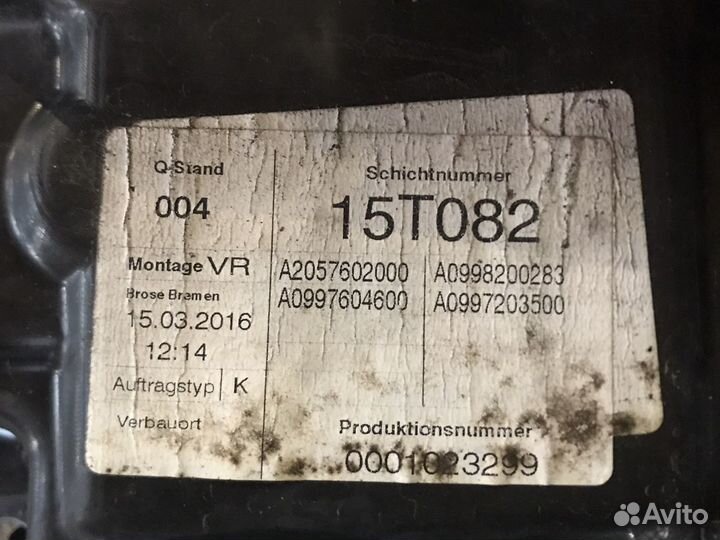 Q-Stand
004
Schichtnummer
15T082
Montage VR
Brose Bremen
15.03.2016
12:14
A2057602000
A0997604600
A0998200283
A0997203500
Auftragstyp K
Verbauort
Produktionsnummer
0001023299
Avito